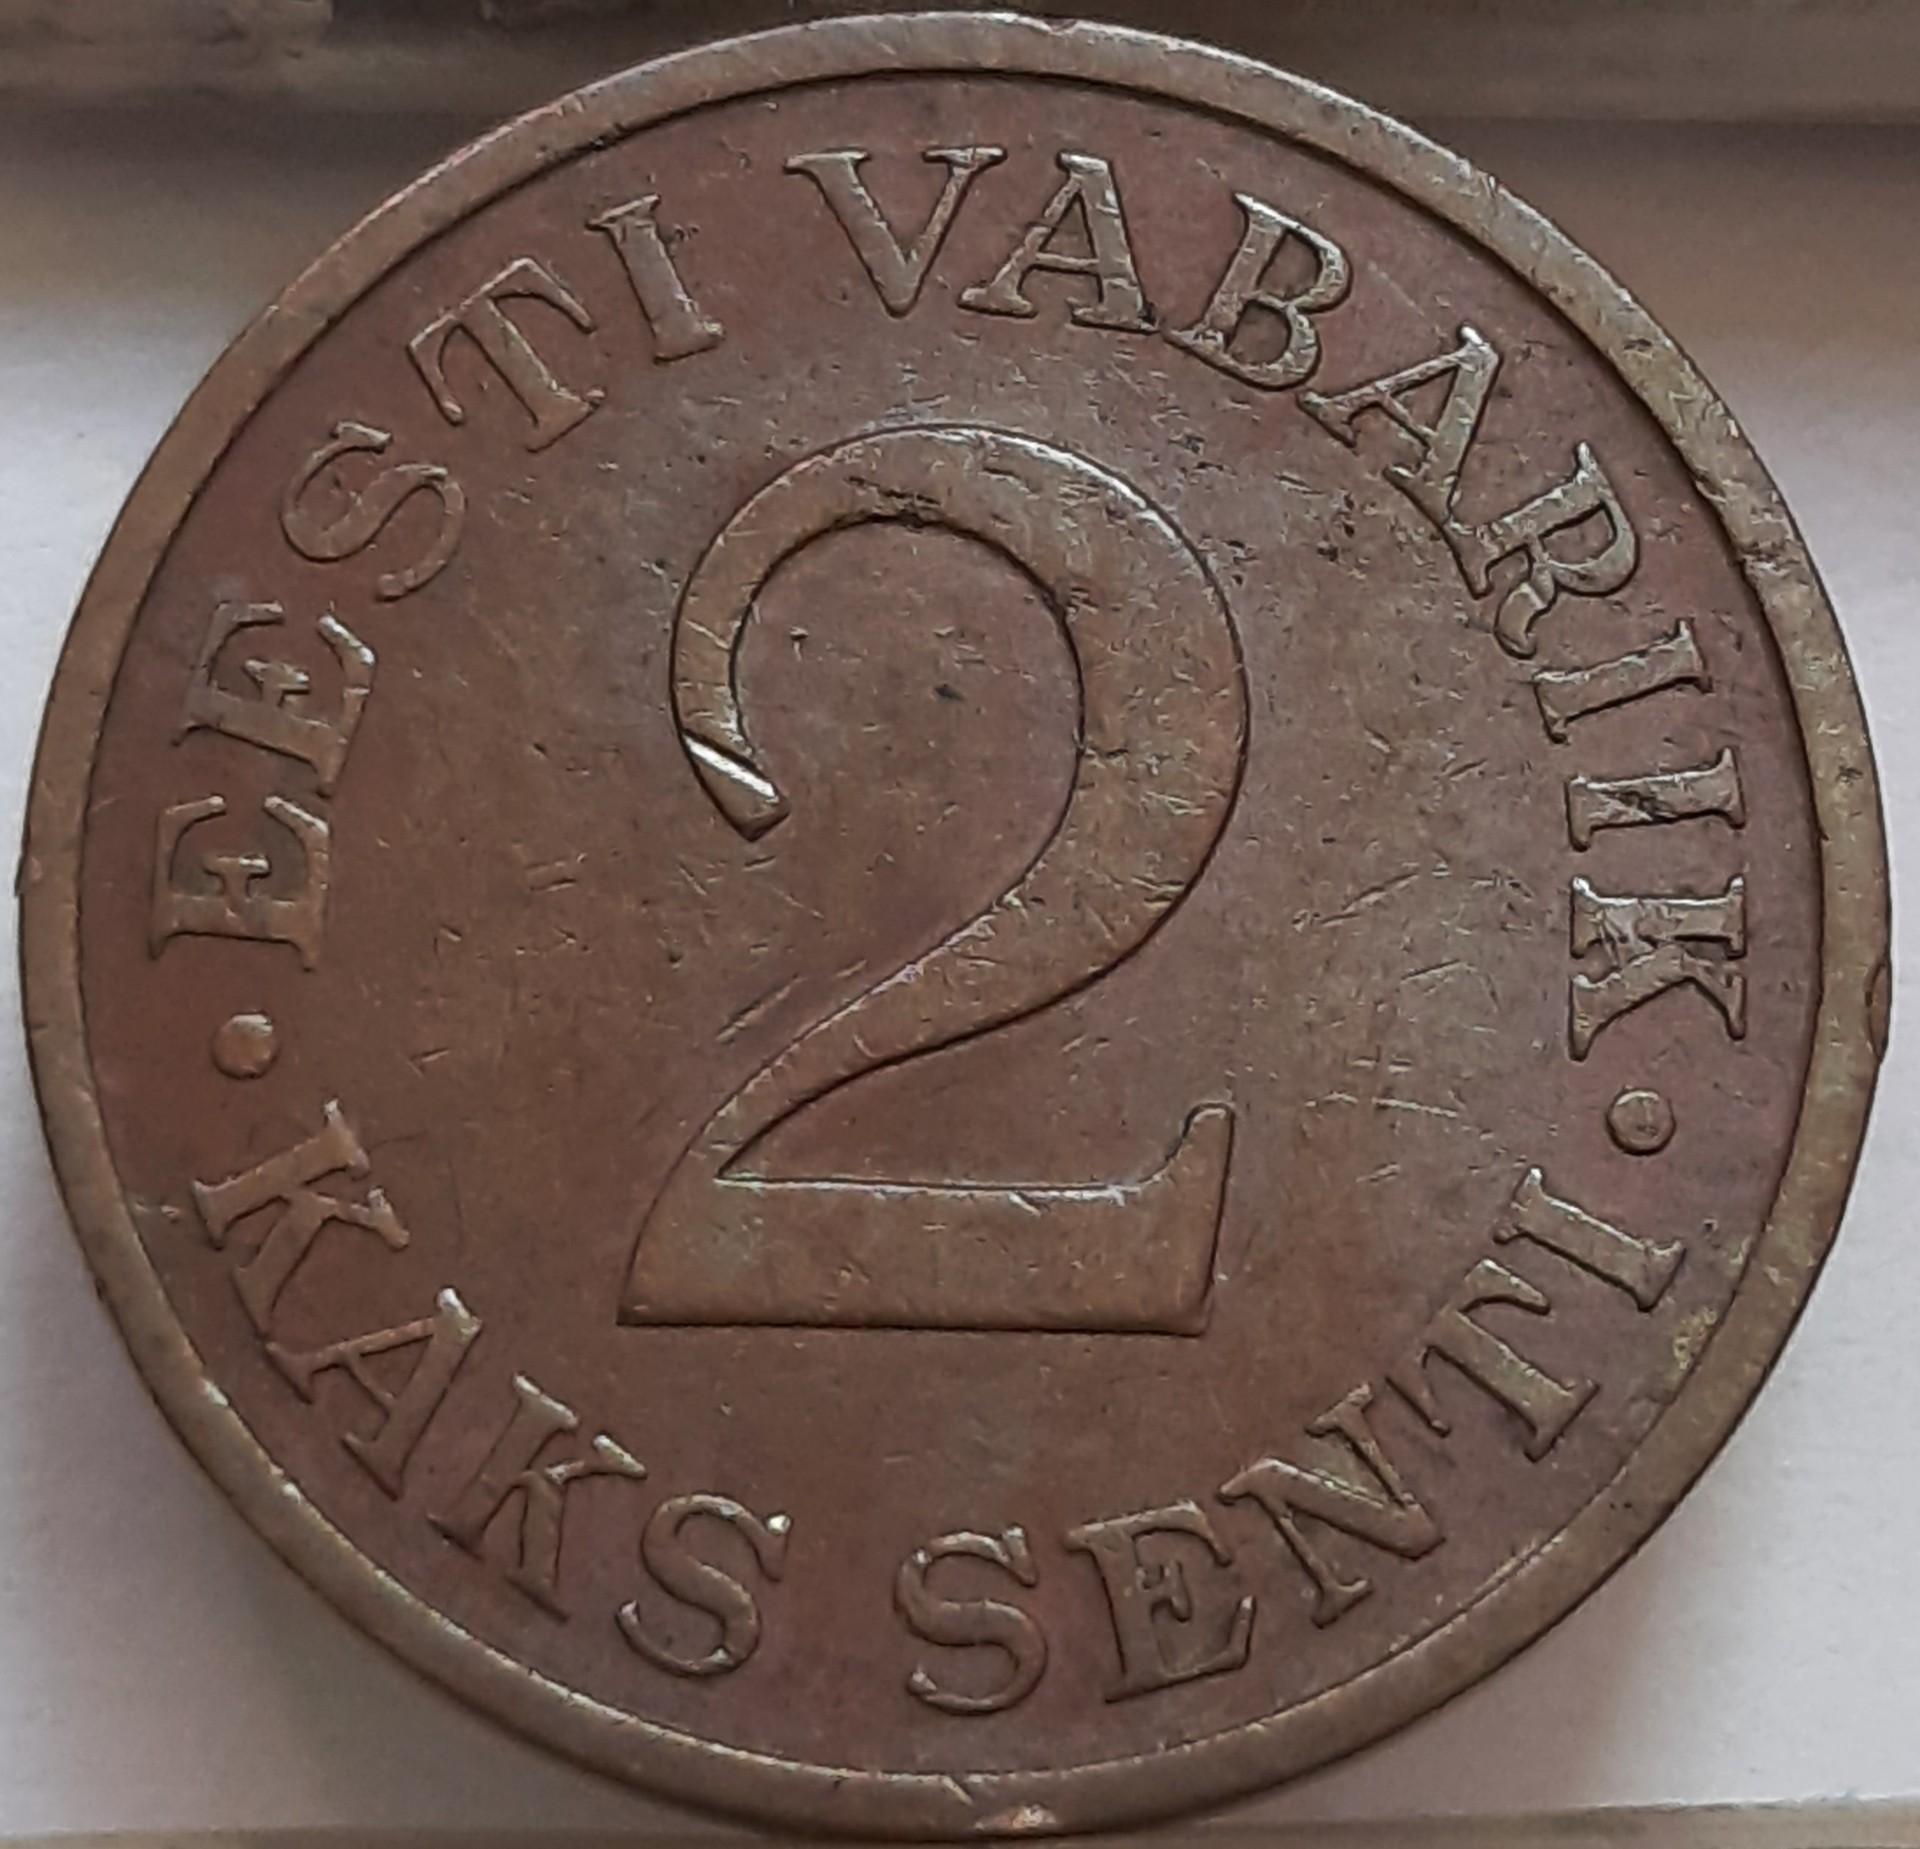 EESTI VABARIIK
2
• KAKS SENTI •